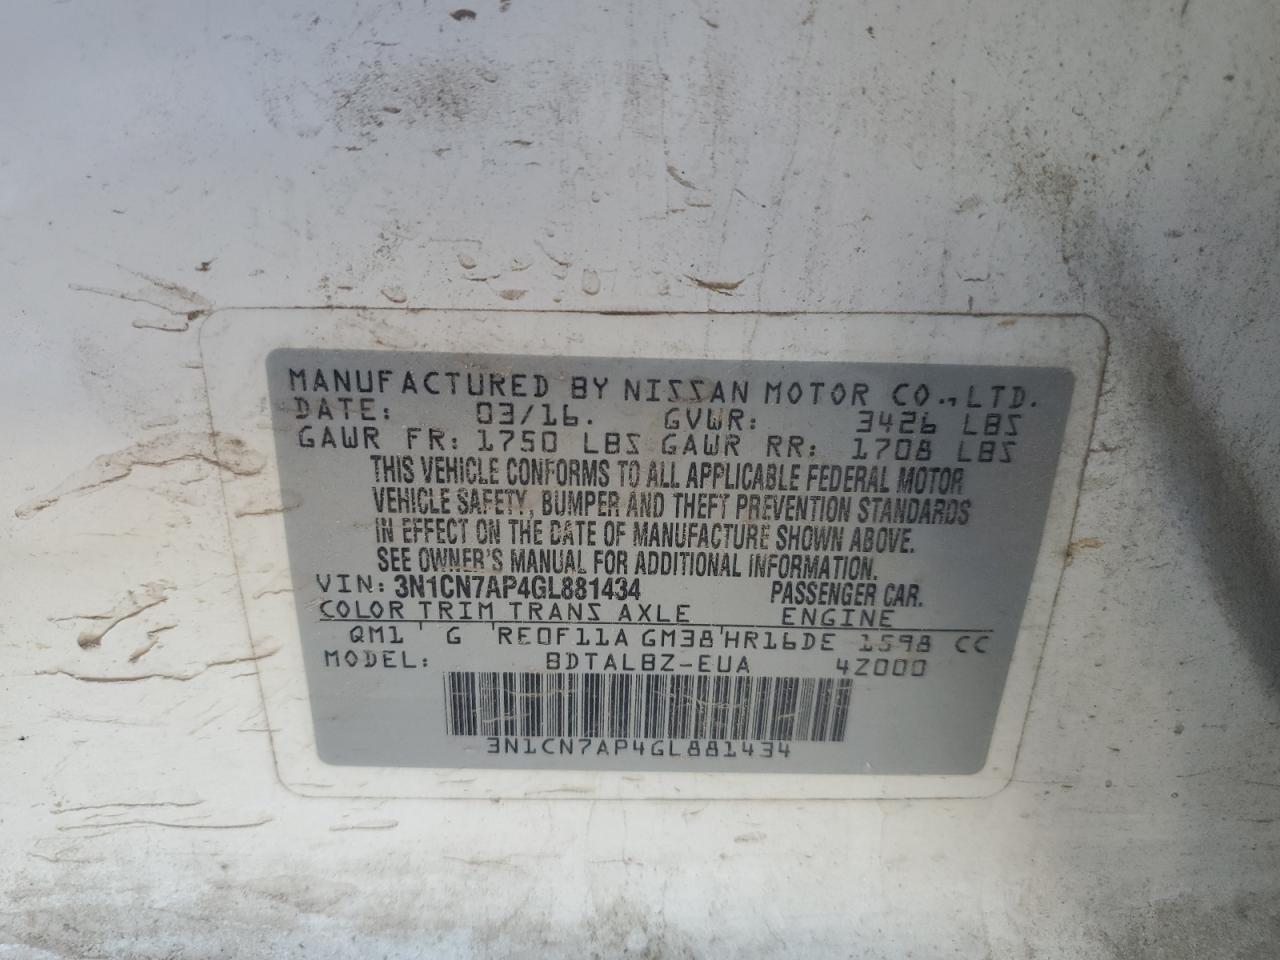 MANUFACTURED BY NISSAN MOTOR CO., LTD.
DATE: 03/16. GVWR: 3426 LBS
GAWR FR: 1750 LBS GAWR RR: 1708 LBS
THIS VEHICLE CONFORMS TO ALL APPLICABLE FEDERAL MOTOR
VEHICLE SAFETY, BUMPER AND THEFT PREVENTION STANDARDS
IN EFFECT ON THE DATE OF MANUFACTURE SHOWN ABOVE.
SEE OWNER'S MANUAL FOR ADDITIONAL INFORMATION.
VIN: 3N1CN7AP4GL881434 PASSENGER CAR.
COLOR TRIM TRANS AXLE ENGINE
QM1 ' G ' RE0F11A GM38 ' HR16DE 1598 CC
MODEL: BDTALBZ-EUA 4Z000
3N1CN7AP4GL881434